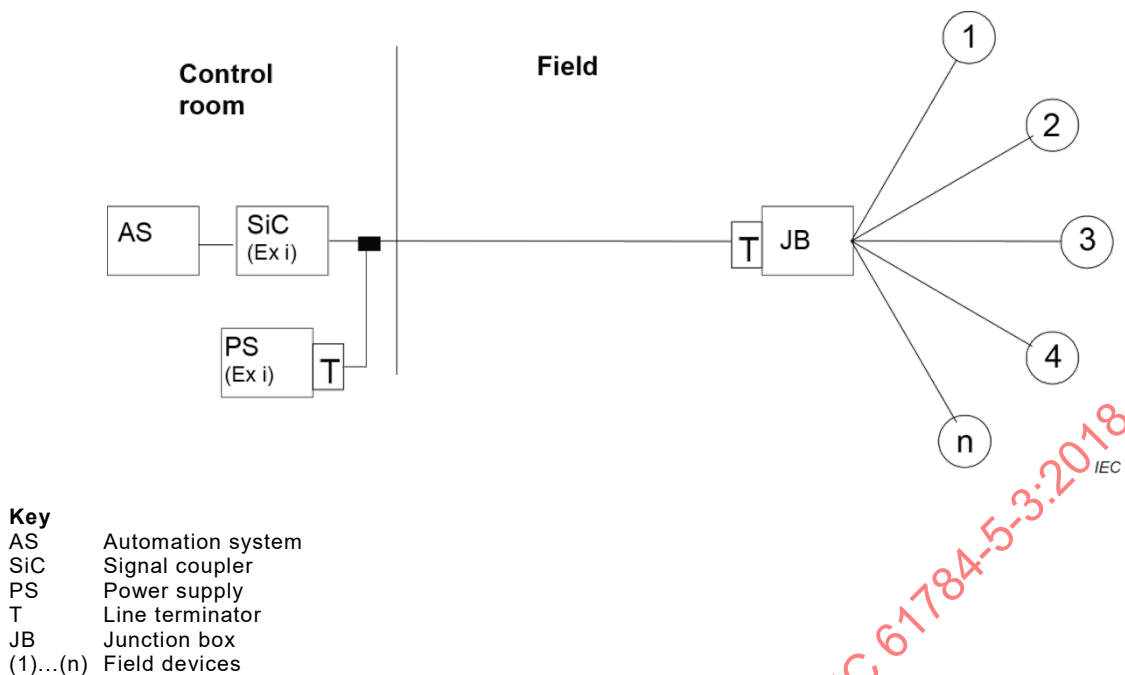 Control
room
Field
1
2
3
4
n
AS
SiC
(Ex i)
PS
(Ex i)
T
T
JB
IEC
Key
AS Automation system
SiC Signal coupler
PS Power supply
T Line terminator
JB Junction box
(1)...(n) Field devices
C 61784-5-3:2018